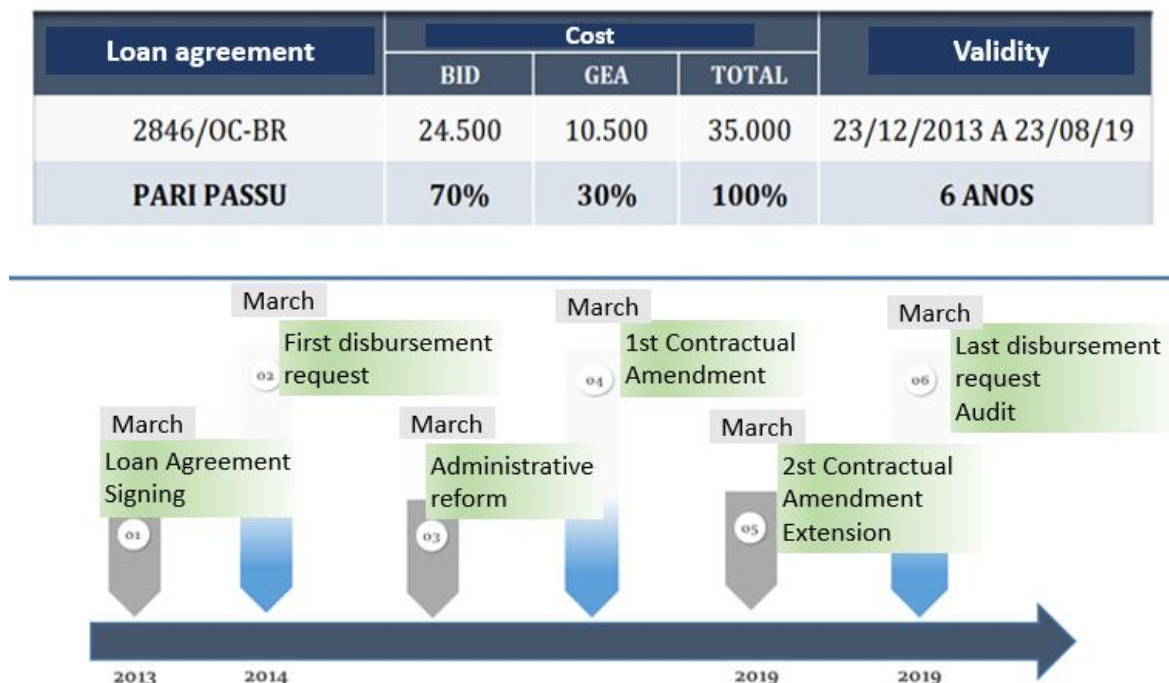 Loan agreement
Cost
Validity
BID GEA TOTAL
2846/OC-BR 24.500 10.500 35.000 23/12/2013 A 23/08/19
PARI PASSU 70% 30% 100% 6 ANOS
March
First disbursement
request
02
March
1st Contractual
Amendment
04
March
Last disbursement
request
Audit
06
March
Loan Agreement
Signing
01
March
Administrative
reform
03
March
2st Contractual
Amendment
Extension
05
2013 2014 2019 2019